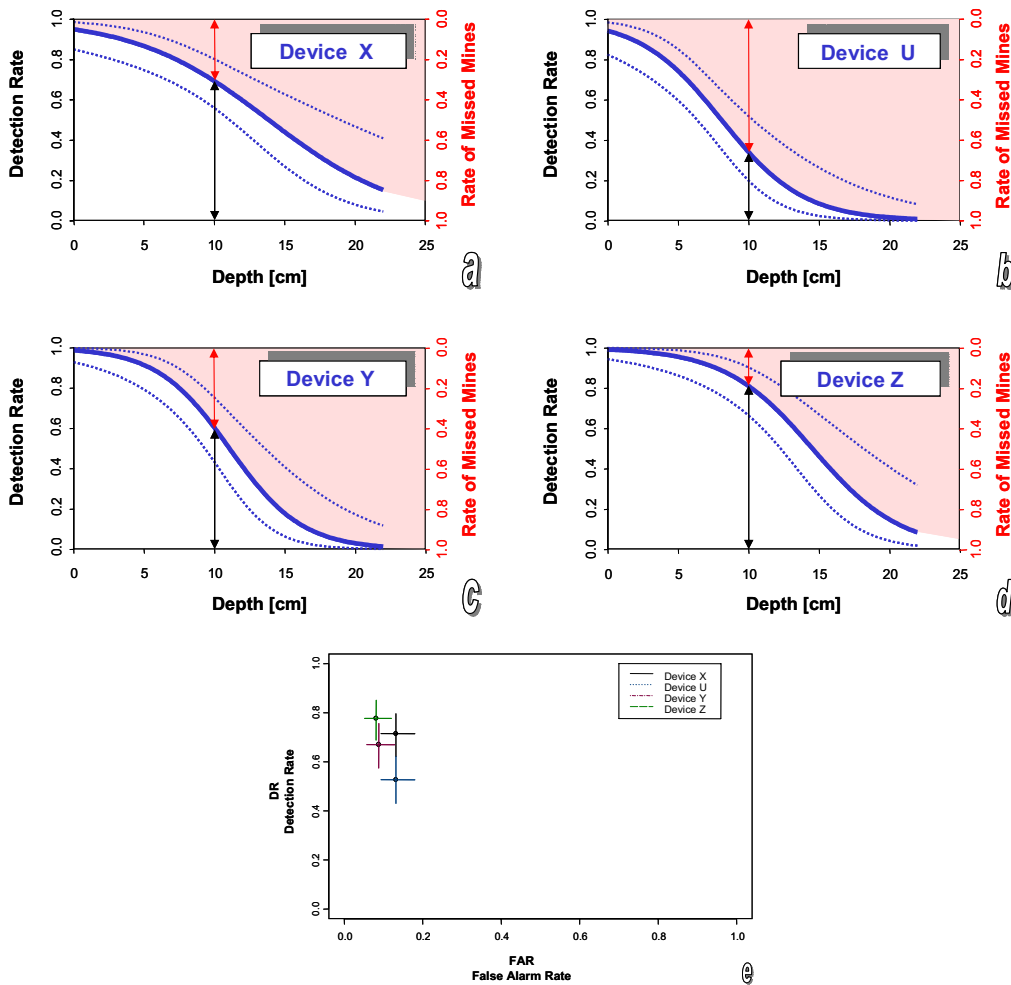 Device X
Detection Rate
0.0 0.2 0.4 0.6 0.8 1.0
Rate of Missed Mines
0.0 0.2 0.4 0.6 0.8 1.0
0 5 10 15 20 25
Depth [cm]
a
Device U
Detection Rate
0.0 0.2 0.4 0.6 0.8 1.0
Rate of Missed Mines
0.0 0.2 0.4 0.6 0.8 1.0
0 5 10 15 20 25
Depth [cm]
b
Device Y
Detection Rate
0.0 0.2 0.4 0.6 0.8 1.0
Rate of Missed Mines
0.0 0.2 0.4 0.6 0.8 1.0
0 5 10 15 20 25
Depth [cm]
c
Device Z
Detection Rate
0.0 0.2 0.4 0.6 0.8 1.0
Rate of Missed Mines
0.0 0.2 0.4 0.6 0.8 1.0
0 5 10 15 20 25
Depth [cm]
d
Device X
Device U
Device Y
Device Z
DR
Detection Rate
0.0 0.2 0.4 0.6 0.8 1.0
0.0 0.2 0.4 0.6 0.8 1.0
FAR
False Alarm Rate
e